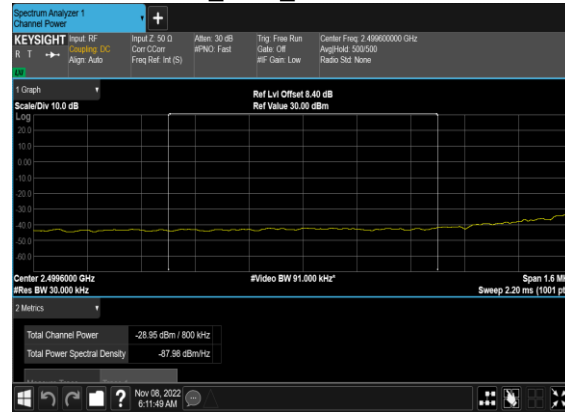 Spectrum Analyzer 1
Channel Power
+
KEYSIGHT Input: RF Input Z: 50 Ω Atten: 30 dB Trig: Free Run Center Freq: 2.499600000 GHz
R T Coupling: DC Corr CCorr #PNO: Fast Gate: Off Avg|Hold: 500/500
Align: Auto Freq Ref: Int (S) #IF Gain: Low Radio Std: None
1 Graph
Ref Lvl Offset 8.40 dB
Scale/Div 10.0 dB Ref Value 30.00 dBm
Log
20.0
10.0
0.00
-10.0
-20.0
-30.0
-40.0
-50.0
-60.0
Center 2.4996000 GHz #Video BW 91.000 kHz* Span 1.6 M
#Res BW 30.000 kHz Sweep 2.20 ms (1001 pt
2 Metrics
Total Channel Power -28.95 dBm / 800 kHz
Total Power Spectral Density -87.98 dBm/Hz
? Nov 08, 2022
6:11:49 AM